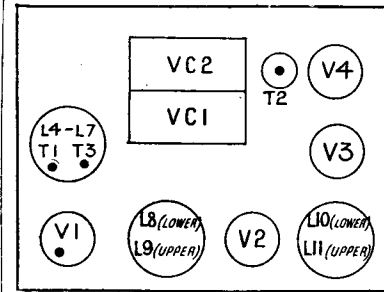 VC2
VC1
T2
V4
L4-L7
T1 T3
V3
V1
L8 (LOWER)
L9 (UPPER)
V2
L10 (LOWER)
L11 (UPPER)